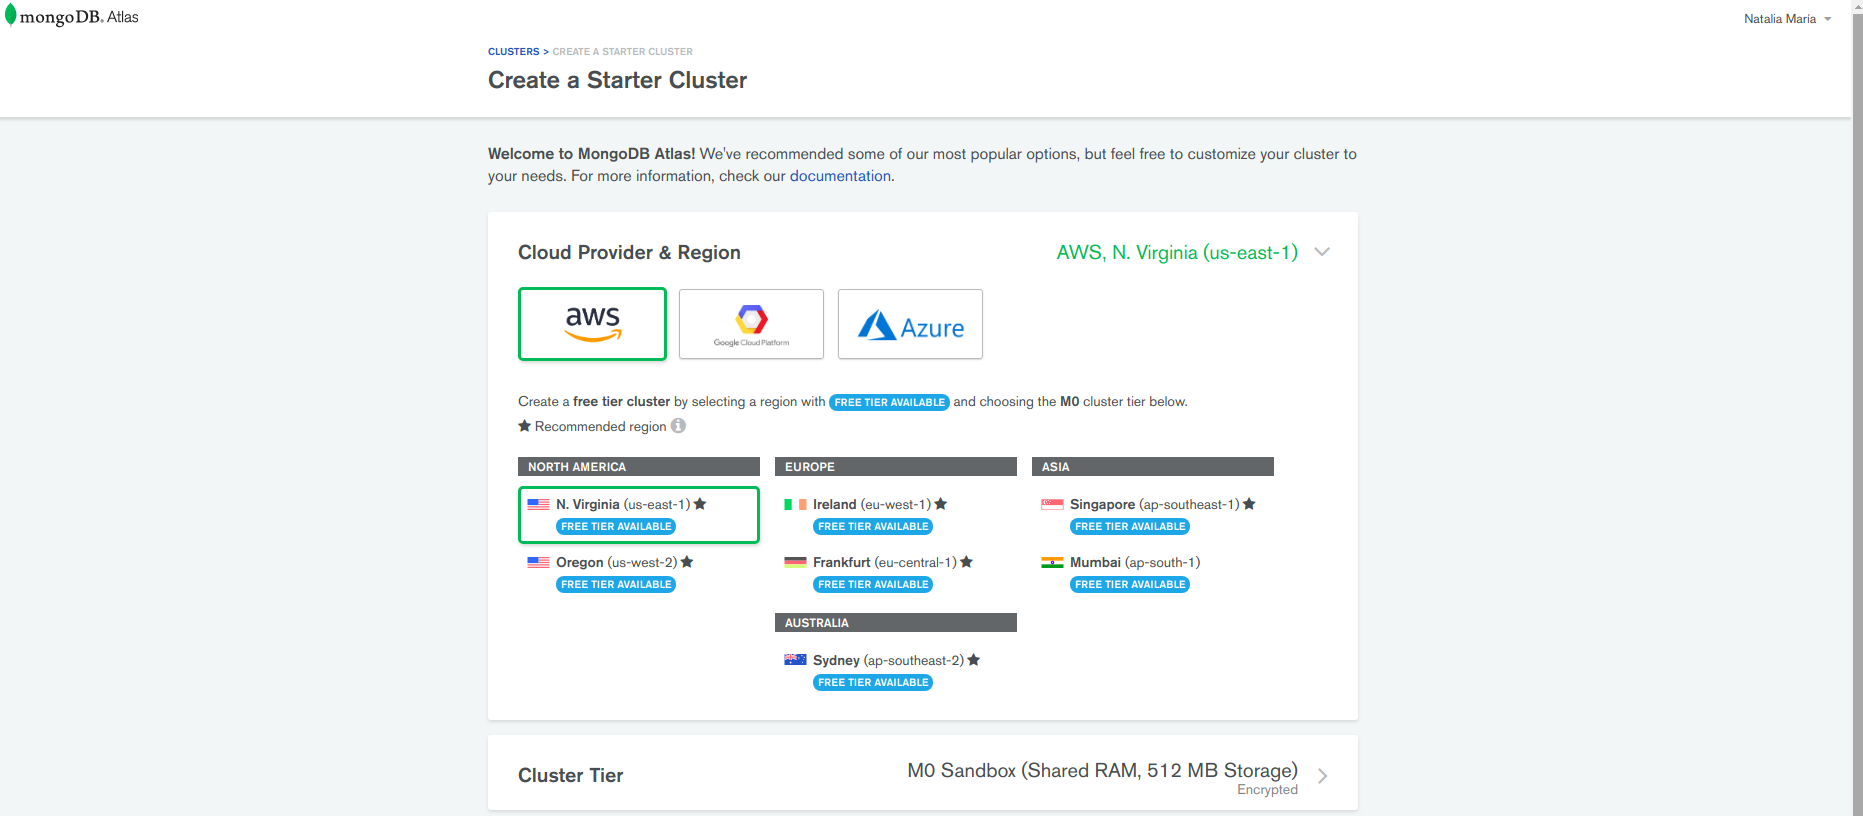 mongoDB. Atlas
Natalia Maria
CLUSTERS > CREATE A STARTER CLUSTER
Create a Starter Cluster
Welcome to MongoDB Atlas! We've recommended some of our most popular options, but feel free to customize your cluster to
your needs. For more information, check our documentation.
Cloud Provider & Region
AWS, N. Virginia (us-east-1)
aws
Google Cloud Platform
Azure
Create a free tier cluster by selecting a region with FREE TIER AVAILABLE and choosing the M0 cluster tier below.
★ Recommended region i
NORTH AMERICA
N. Virginia (us-east-1) ★
FREE TIER AVAILABLE
Oregon (us-west-2) ★
FREE TIER AVAILABLE
EUROPE
Ireland (eu-west-1) ★
FREE TIER AVAILABLE
Frankfurt (eu-central-1) ★
FREE TIER AVAILABLE
AUSTRALIA
Sydney (ap-southeast-2) ★
FREE TIER AVAILABLE
ASIA
Singapore (ap-southeast-1) ★
FREE TIER AVAILABLE
Mumbai (ap-south-1)
FREE TIER AVAILABLE
Cluster Tier
M0 Sandbox (Shared RAM, 512 MB Storage)
Encrypted